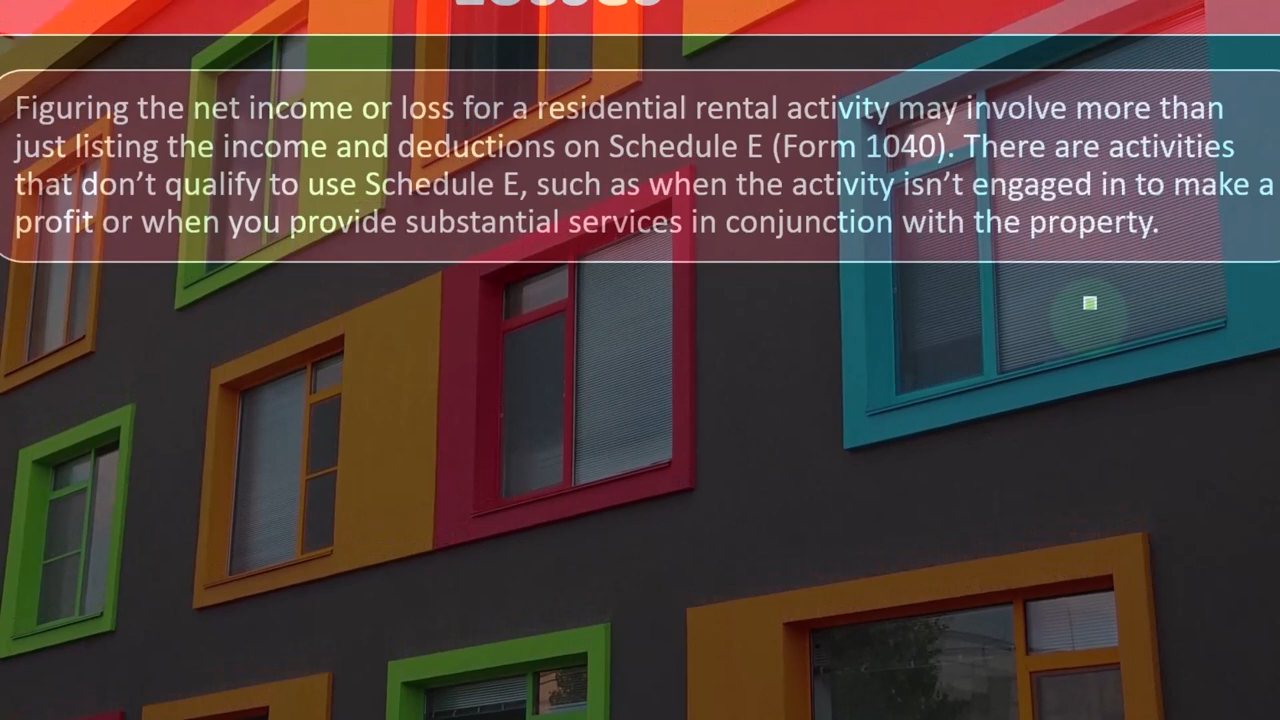 Figuring the net income or loss for a residential rental activity may involve more than
just listing the income and deductions on Schedule E (Form 1040). There are activities
that don’t qualify to use Schedule E, such as when the activity isn’t engaged in to make a
profit or when you provide substantial services in conjunction with the property.